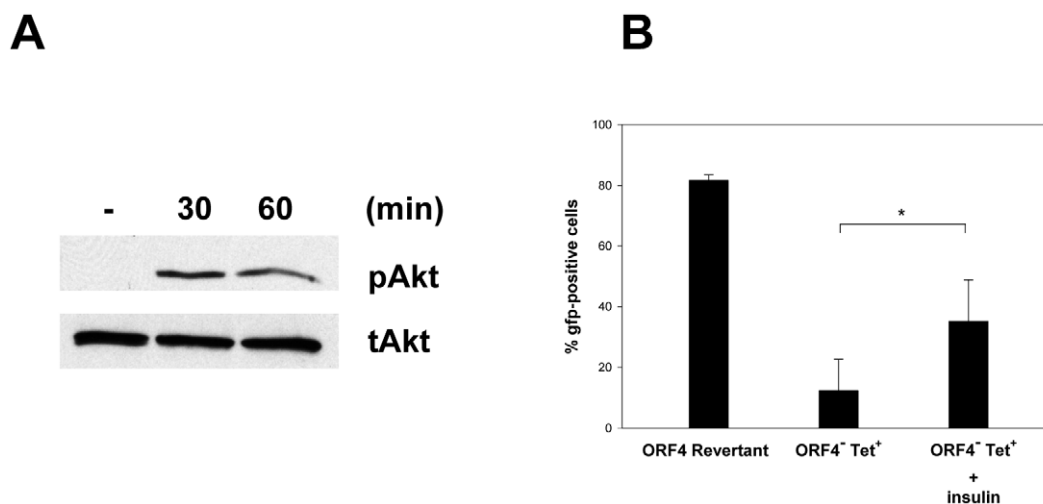 A
B
- 30 60 (min)
pAkt
tAkt
% gfp-positive cells
100
80
60
40
20
0
*
ORF4 Revertant
ORF4⁻ Tet⁺
ORF4⁻ Tet⁺
+
insulin